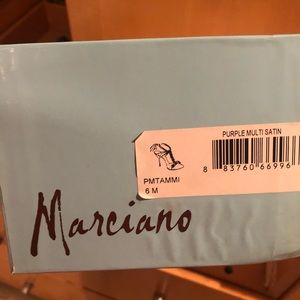 PURPLE MULTI SATIN
8 83760 66996
PMTAMMI
6 M
Marciano